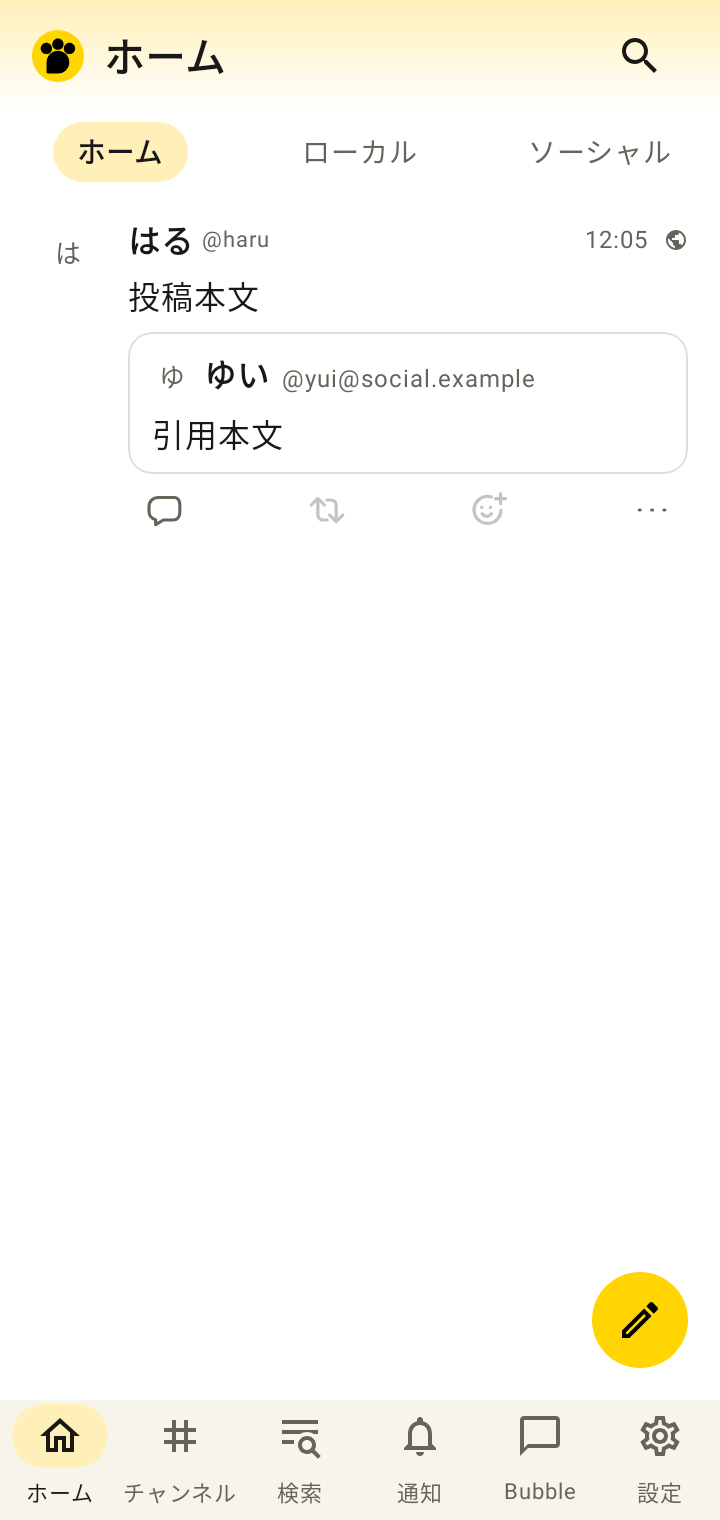 ホーム
ホーム ローカル ソーシャル
は はる @haru 12:05
投稿本文
ゆ ゆい @yui@social.example
引用本文
ホーム チャンネル 検索 通知 Bubble 設定